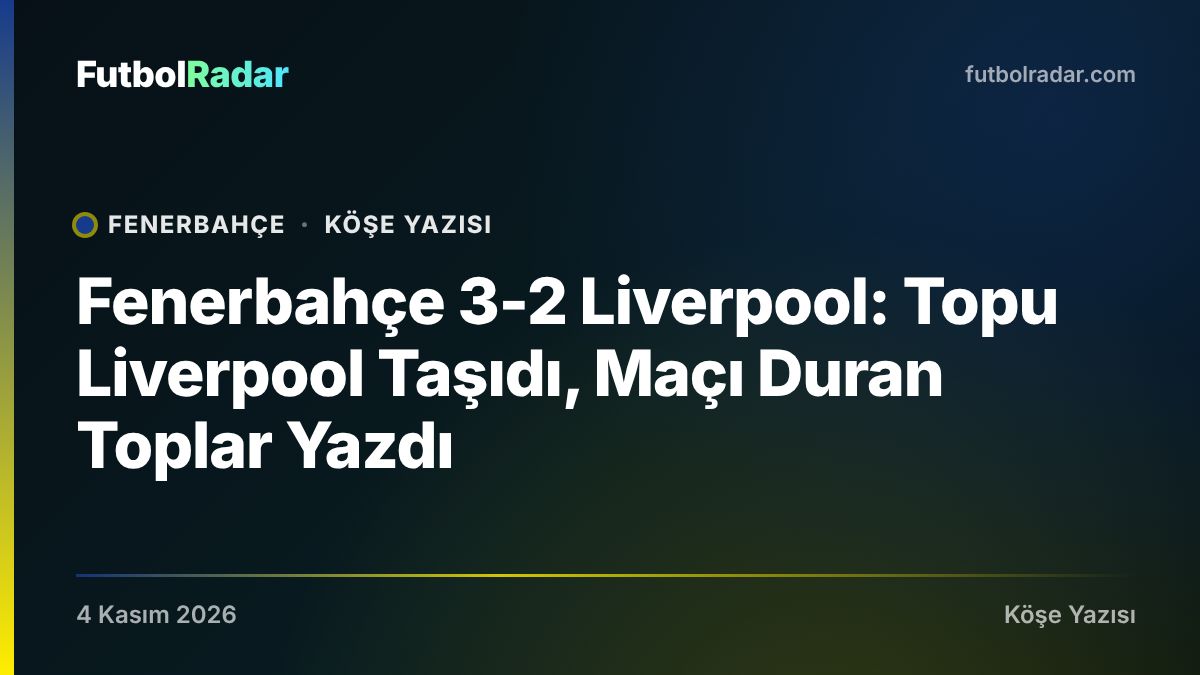 FutbolRadar
futbolradar.com
FENERBAHÇE · KÖŞE YAZISI
Fenerbahçe 3-2 Liverpool: Topu
Liverpool Taşıdı, Maçı Duran
Toplar Yazdı
4 Kasım 2026
Köşe Yazısı